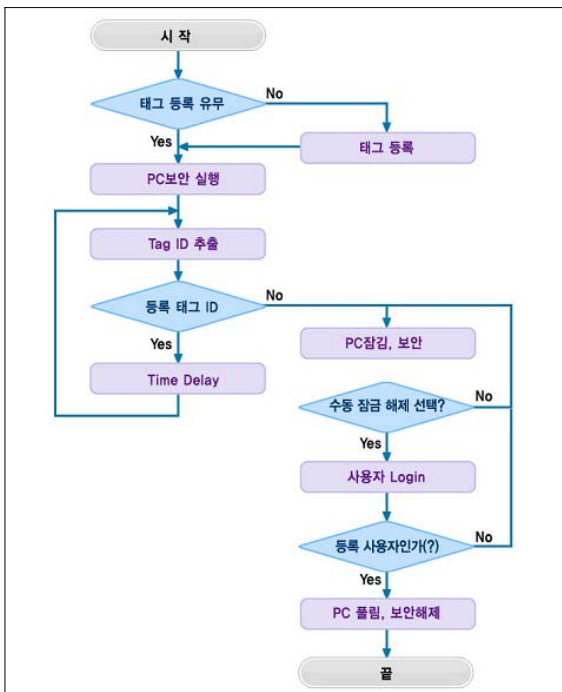 시 작
태그 등록 유무
No
Yes
태그 등록
PC보안 실행
Tag ID 추출
등록 태그 ID
No
Yes
PC잠김, 보안
Time Delay
수동 잠금 해제 선택?
No
Yes
사용자 Login
등록 사용자인가(?)
No
Yes
PC 풀림, 보안해제
끝